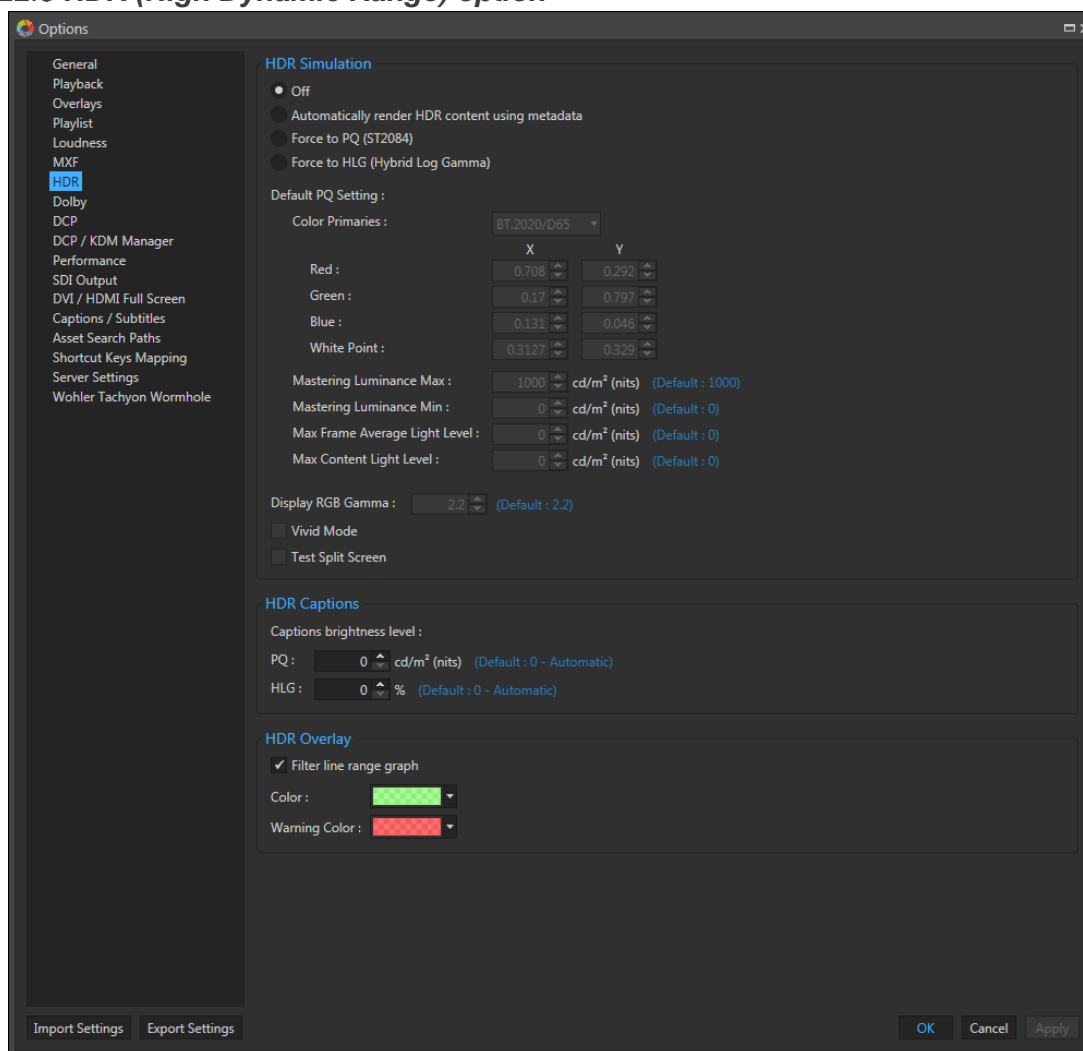 HDR (High Dynamic Range) option
Options
General
Playback
Overlays
Playlist
Loudness
MXF
HDR
Dolby
DCP
DCP / KDM Manager
Performance
SDI Output
DVI / HDMI Full Screen
Captions / Subtitles
Asset Search Paths
Shortcut Keys Mapping
Server Settings
Wohler Tachyon Wormhole
HDR Simulation
Off
Automatically render HDR content using metadata
Force to PQ (ST2084)
Force to HLG (Hybrid Log Gamma)
Default PQ Setting :
Color Primaries : BT.2020/D65
X Y
Red : 0.708 0.292
Green : 0.17 0.797
Blue : 0.131 0.046
White Point : 0.3127 0.329
Mastering Luminance Max : 1000 cd/m² (nits) (Default : 1000)
Mastering Luminance Min : 0 cd/m² (nits) (Default : 0)
Max Frame Average Light Level : 0 cd/m² (nits) (Default : 0)
Max Content Light Level : 0 cd/m² (nits) (Default : 0)
Display RGB Gamma : 2.2 (Default : 2.2)
Vivid Mode
Test Split Screen
HDR Captions
Captions brightness level :
PQ : 0 cd/m² (nits) (Default : 0 - Automatic)
HLG : 0 % (Default : 0 - Automatic)
HDR Overlay
Filter line range graph
Color :
Warning Color :
Import Settings Export Settings OK Cancel Apply